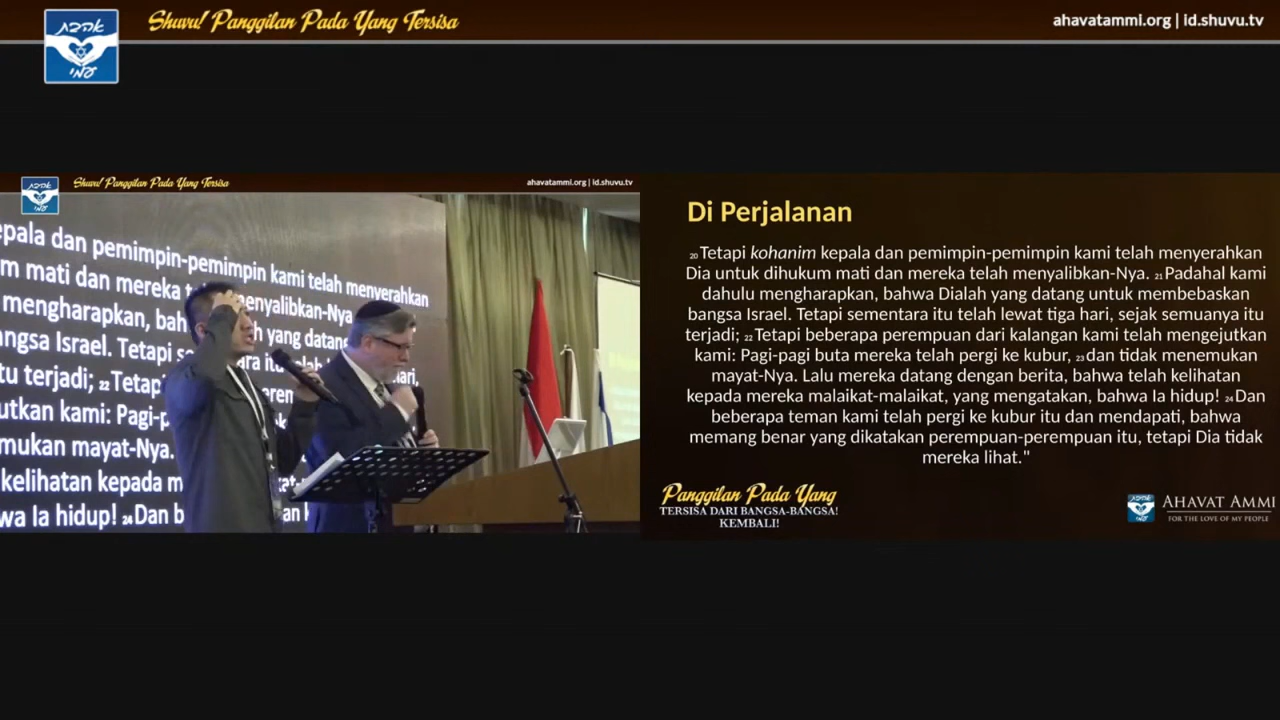 אהבת
עמי
Shuvu! Panggilan Pada Yang Tersisa
ahavatammi.org | id.shuvu.tv
אהבת
עמי
Shuvu! Panggilan Pada Yang Tersisa
ahavatammi.org | id.shuvu.tv
epala dan pemimpin-pemimpin kami telah menyerahkan
m mati dan mereka menyalibkan-Nya
mengharapkan, bah yang datang
angsa Israel. Tetapi
tu terjadi; 22 Tetap
utkan kami: Pagi-p
mukan mayat-Nya.
kelihatan kepada m
wa Ia hidup! 24 Dan b
Di Perjalanan
20 Tetapi kohanim kepala dan pemimpin-pemimpin kami telah menyerahkan
Dia untuk dihukum mati dan mereka telah menyalibkan-Nya. 21 Padahal kami
dahulu mengharapkan, bahwa Dialah yang datang untuk membebaskan
bangsa Israel. Tetapi sementara itu telah lewat tiga hari, sejak semuanya itu
terjadi; 22 Tetapi beberapa perempuan dari kalangan kami telah mengejutkan
kami: Pagi-pagi buta mereka telah pergi ke kubur, 23 dan tidak menemukan
mayat-Nya. Lalu mereka datang dengan berita, bahwa telah kelihatan
kepada mereka malaikat-malaikat, yang mengatakan, bahwa Ia hidup! 24 Dan
beberapa teman kami telah pergi ke kubur itu dan mendapati, bahwa
memang benar yang dikatakan perempuan-perempuan itu, tetapi Dia tidak
mereka lihat."
Panggilan Pada Yang
TERSISA DARI BANGSA-BANGSA!
KEMBALI!
AHAVAT AMMI
FOR THE LOVE OF MY PEOPLE